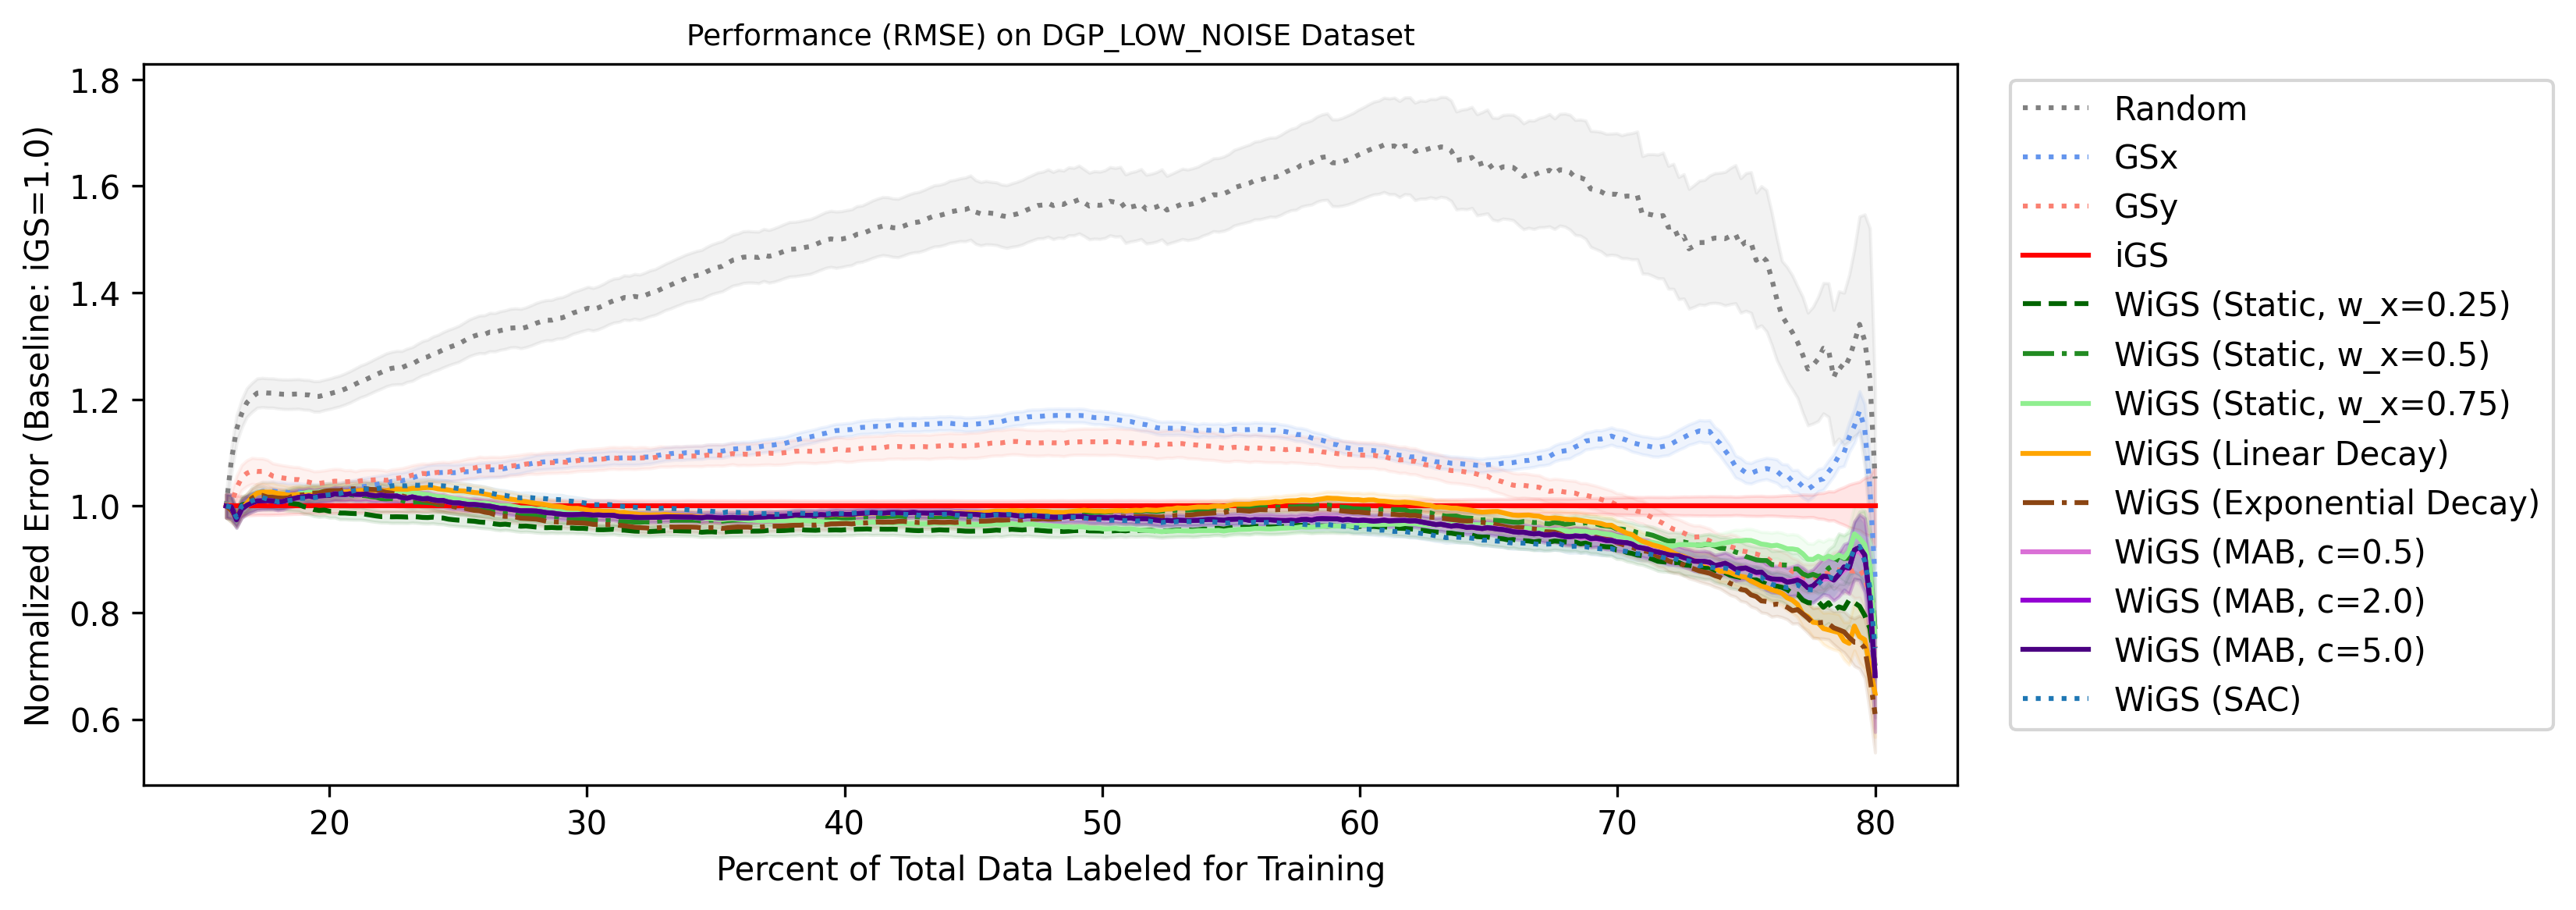 Performance (RMSE) on DGP_LOW_NOISE Dataset
Normalized Error (Baseline: iGS=1.0)
1.8
1.6
1.4
1.2
1.0
0.8
0.6
20 30 40 50 60 70 80
Percent of Total Data Labeled for Training
Random
GSx
GSy
iGS
WiGS (Static, w_x=0.25)
WiGS (Static, w_x=0.5)
WiGS (Static, w_x=0.75)
WiGS (Linear Decay)
WiGS (Exponential Decay)
WiGS (MAB, c=0.5)
WiGS (MAB, c=2.0)
WiGS (MAB, c=5.0)
WiGS (SAC)